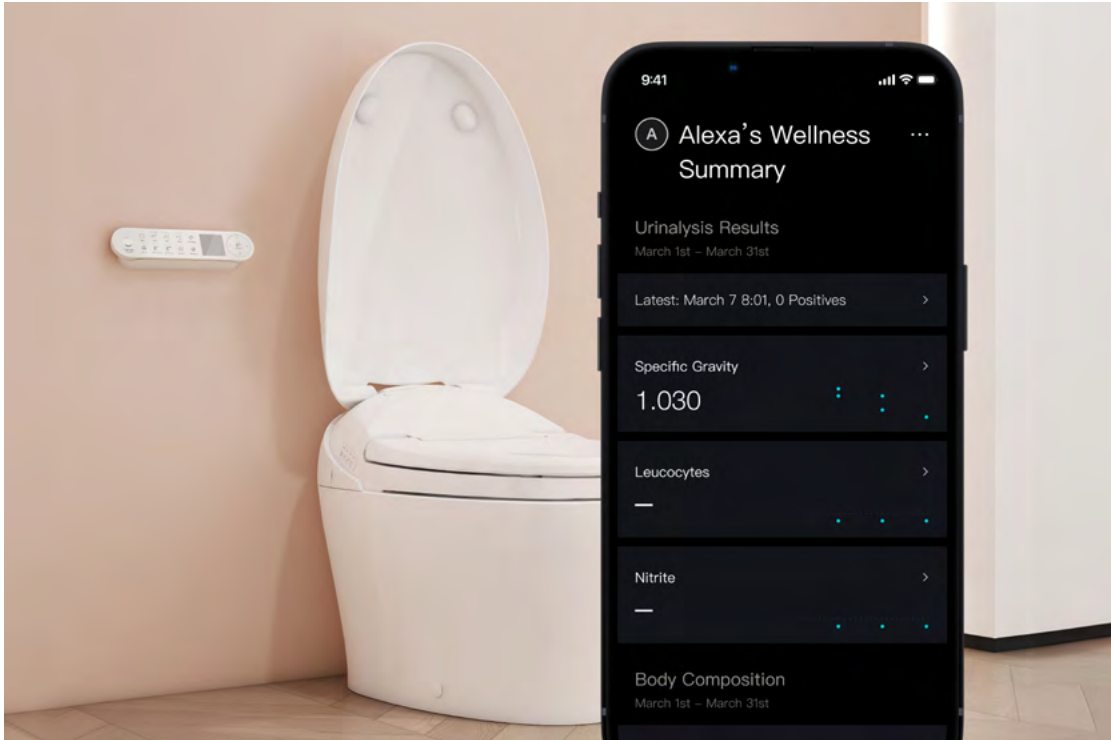 9:41
A
Alexa’s Wellness
Summary
Urinalysis Results
March 1st – March 31st
Latest: March 7 8:01, 0 Positives
Specific Gravity
1.030
Leucocytes
–
Nitrite
–
Body Composition
March 1st – March 31st